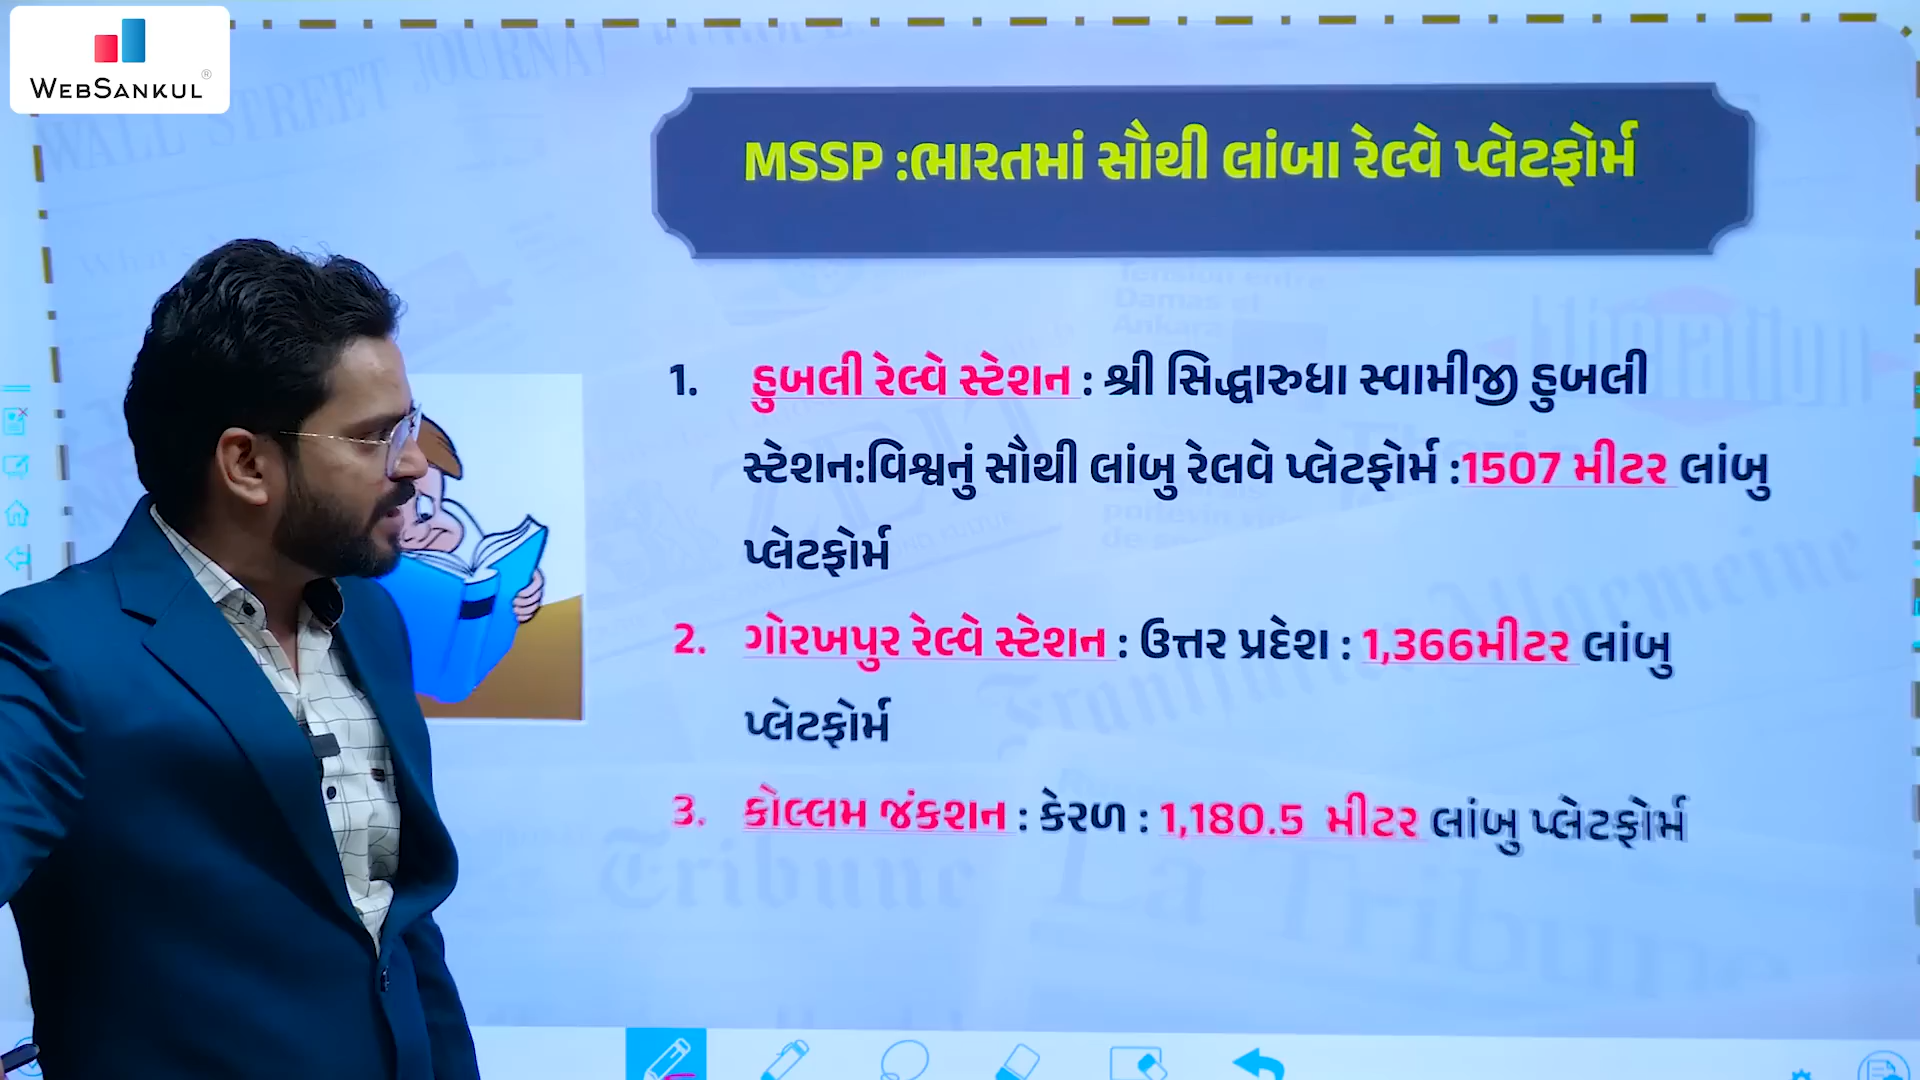 WEBSANKUL®
MSSP :ભારતમાં સૌથી લાંબા રેલ્વે પ્લેટફોર્મ
1. હુબલી રેલ્વે સ્ટેશન : શ્રી સિદ્ધારુધા સ્વામીજી હુબલી
સ્ટેશન:વિશ્વનું સૌથી લાંબુ રેલવે પ્લેટફોર્મ :1507 મીટર લાંબુ
પ્લેટફોર્મ
2. ગોરખપુર રેલ્વે સ્ટેશન : ઉત્તર પ્રદેશ : 1,366મીટર લાંબુ
પ્લેટફોર્મ
3. કોલ્લમ જંકશન : કેરળ : 1,180.5 મીટર લાંબુ પ્લેટફોર્મ